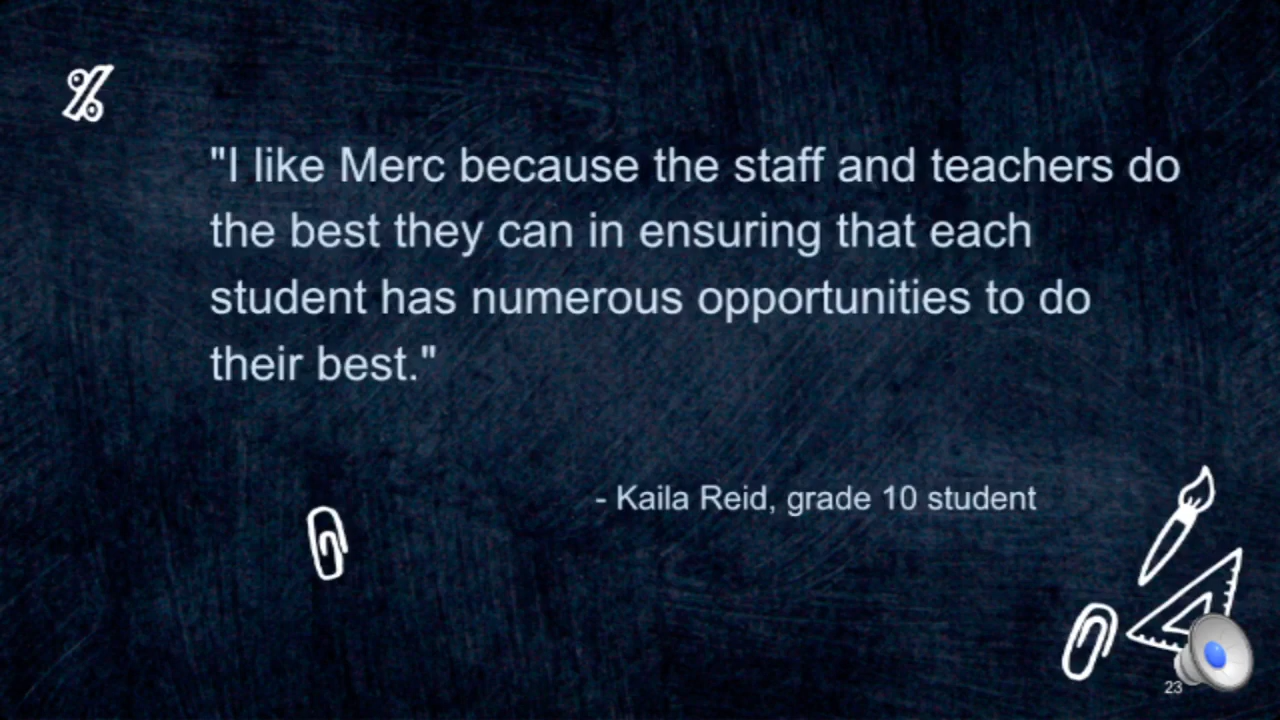 "I like Merc because the staff and teachers do
the best they can in ensuring that each
student has numerous opportunities to do
their best."
- Kaila Reid, grade 10 student
23